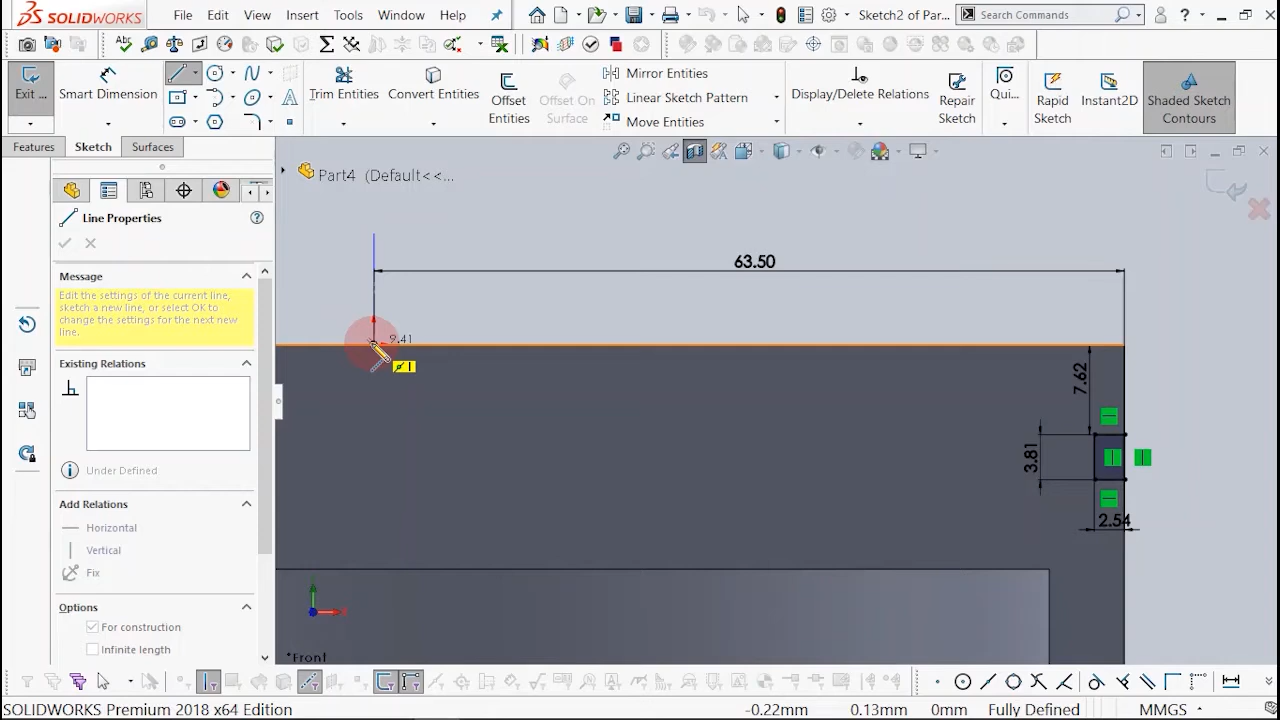 SOLIDWORKS File Edit View Insert Tools Window Help Sketch2 of Par... Search Commands ?
Exit ... Smart Dimension Trim Entities Convert Entities Offset Entities Offset On Surface Mirror Entities Linear Sketch Pattern Move Entities Display/Delete Relations Repair Sketch Qui... Rapid Sketch Instant2D Shaded Sketch Contours
Features Sketch Surfaces
Part4 (Default<<...
Line Properties
Message
Edit the settings of the current line,
sketch a new line, or select OK to
change the settings for the next new
line.
Existing Relations
Under Defined
Add Relations
Horizontal
Vertical
Fix
Options
For construction
Infinite length
63.50
9.41
7.62
3.81
2.54
*Front
SOLIDWORKS Premium 2018 x64 Edition -0.22mm 0.13mm 0mm Fully Defined MMGS